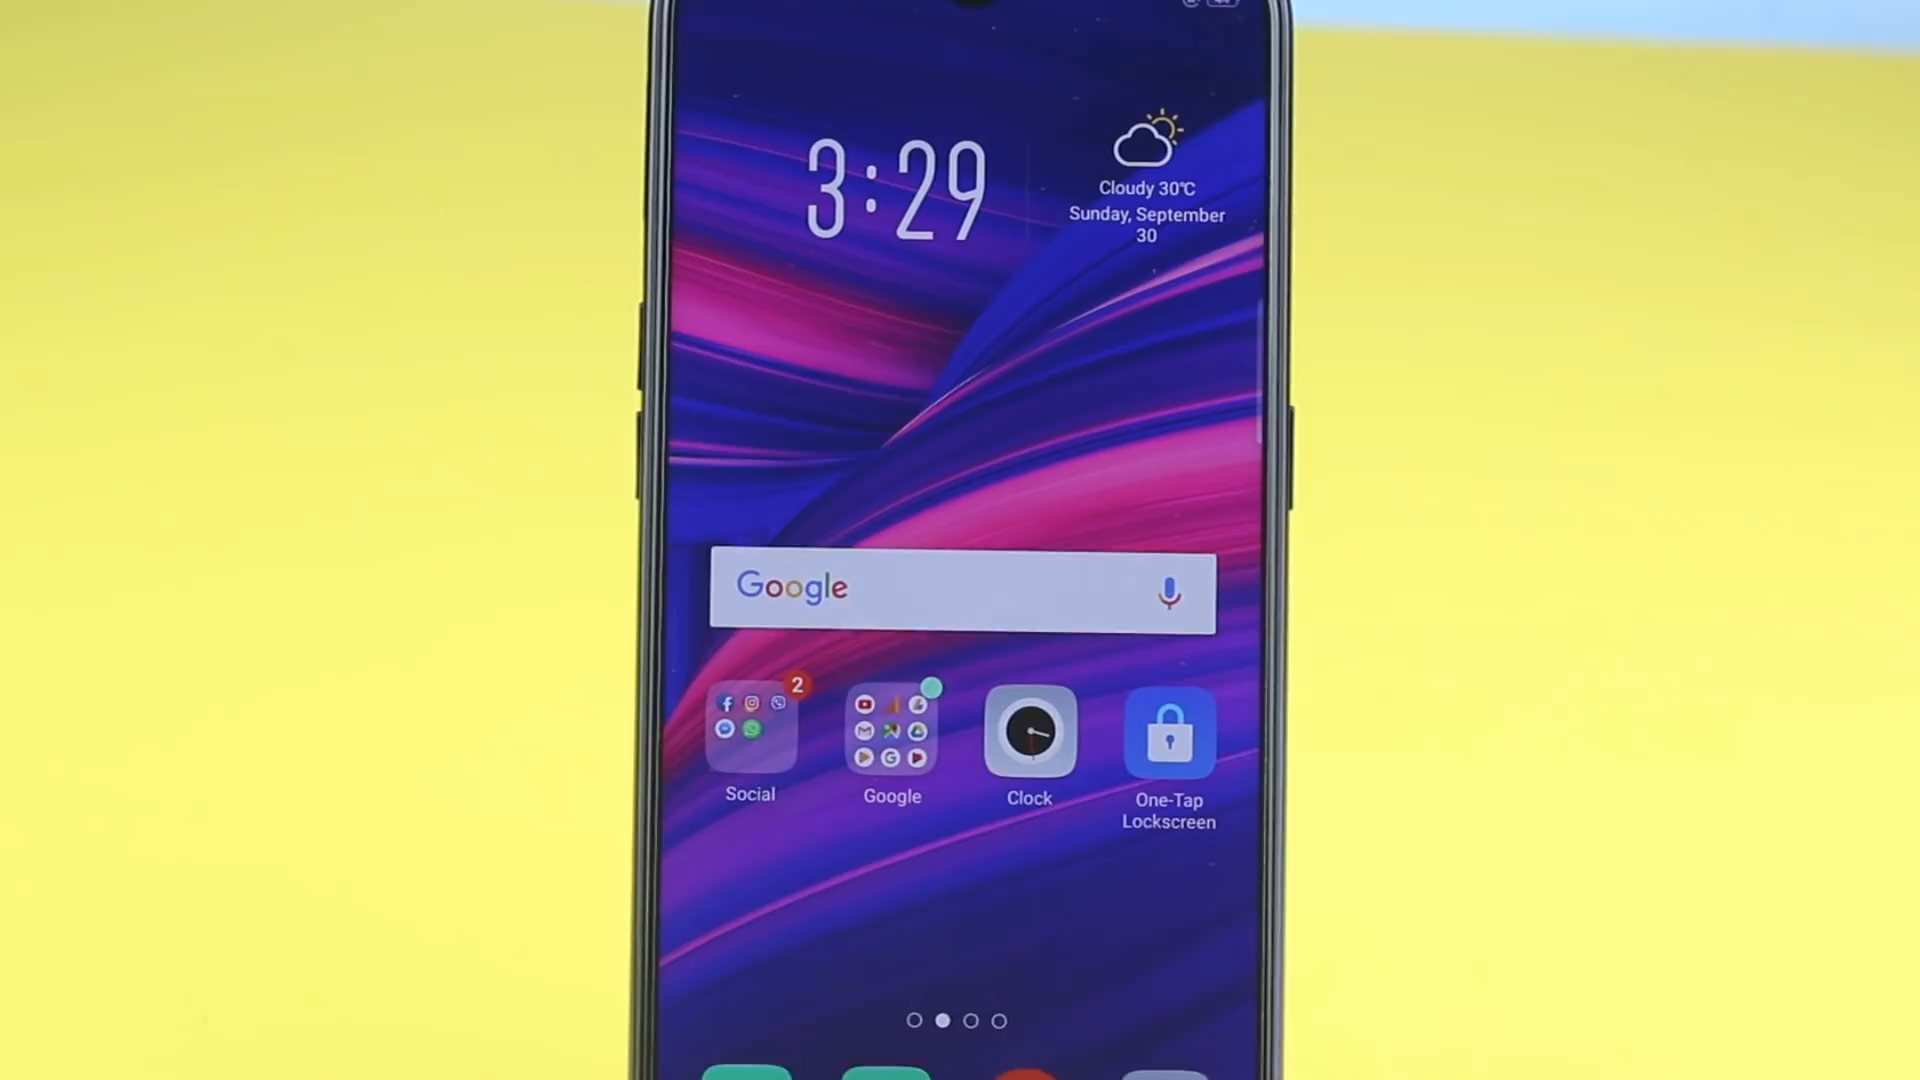 3:29
Cloudy 30℃
Sunday, September
30
Google
2
Social
Google
Clock
One-Tap
Lockscreen